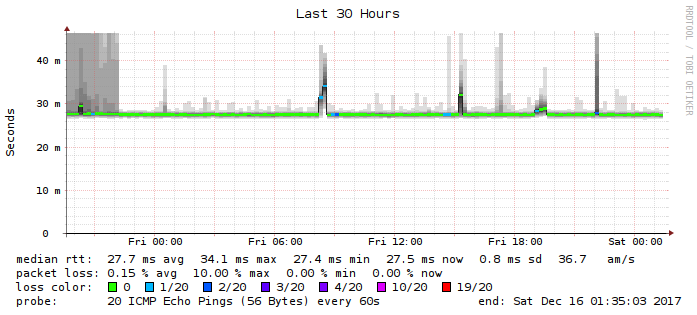 Last 30 Hours
RRDTOOL / TOBI OETIKER
Seconds
40 m
30 m
20 m
10 m
0
Fri 00:00 Fri 06:00 Fri 12:00 Fri 18:00 Sat 00:00
median rtt: 27.7 ms avg 34.1 ms max 27.4 ms min 27.5 ms now 0.8 ms sd 36.7 am/s
packet loss: 0.15 % avg 10.00 % max 0.00 % min 0.00 % now
loss color: 0 1/20 2/20 3/20 4/20 10/20 19/20
probe: 20 ICMP Echo Pings (56 Bytes) every 60s end: Sat Dec 16 01:35:03 2017